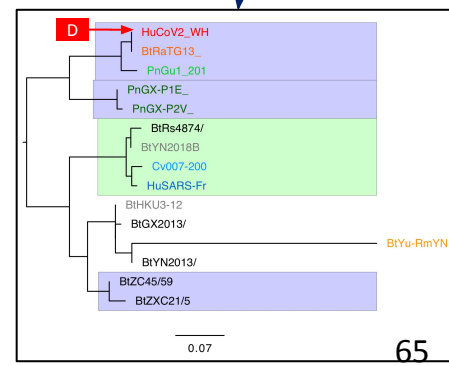 D
HuCoV2_WH
BtRaTG13_
PnGu1_201
PnGX-P1E_
PnGX-P2V_
BtRs4874/
BtYN2018B
Cv007-200
HuSARS-Fr
BtHKU3-12
BtGX2013/
BtYu-RmYN
BtYN2013/
BtZC45/59
BtZXC21/5
0.07
65